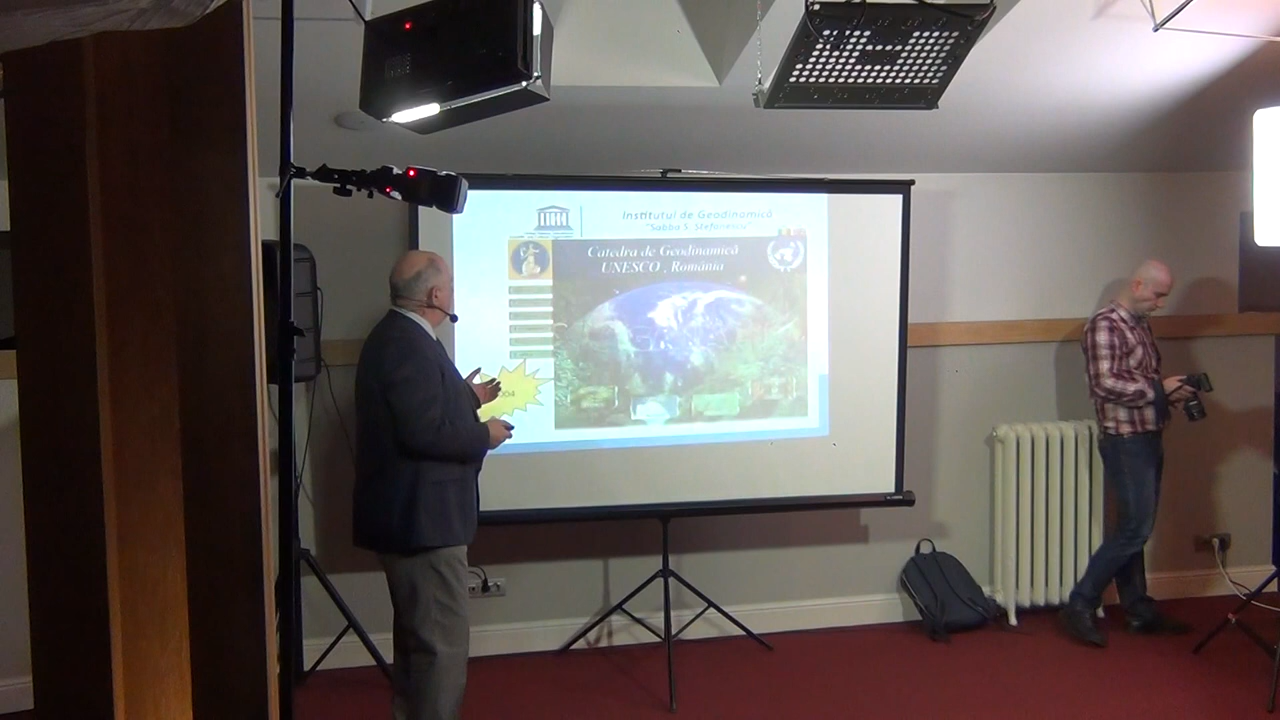 Institutul de Geodinamică
"Sabba S. Ştefănescu"
Catedra de Geodinamică
UNESCO , România